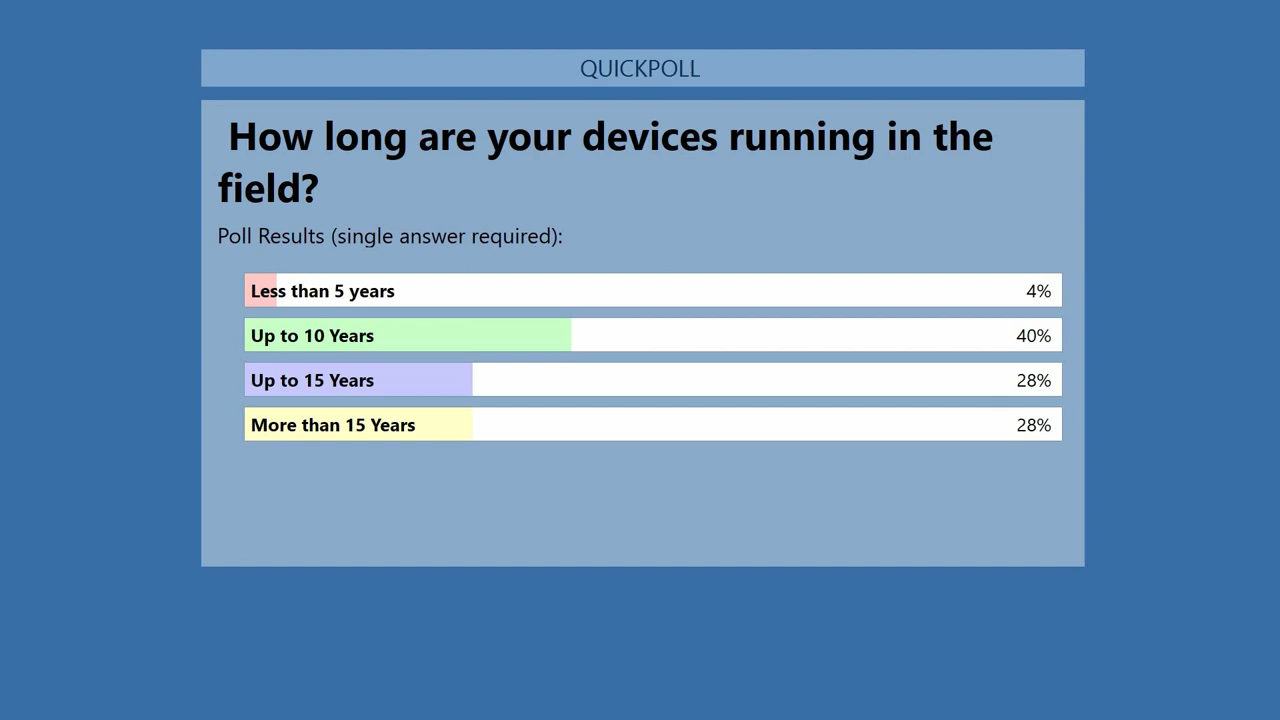 QUICKPOLL
How long are your devices running in the
field?
Poll Results (single answer required):
Less than 5 years 4%
Up to 10 Years 40%
Up to 15 Years 28%
More than 15 Years 28%